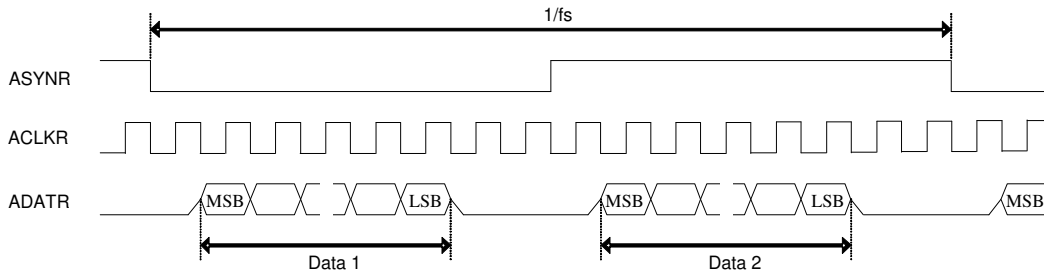 1/fs
ASYNR
ACLKR
ADATR MSB LSB MSB LSB MSB
Data 1 Data 2